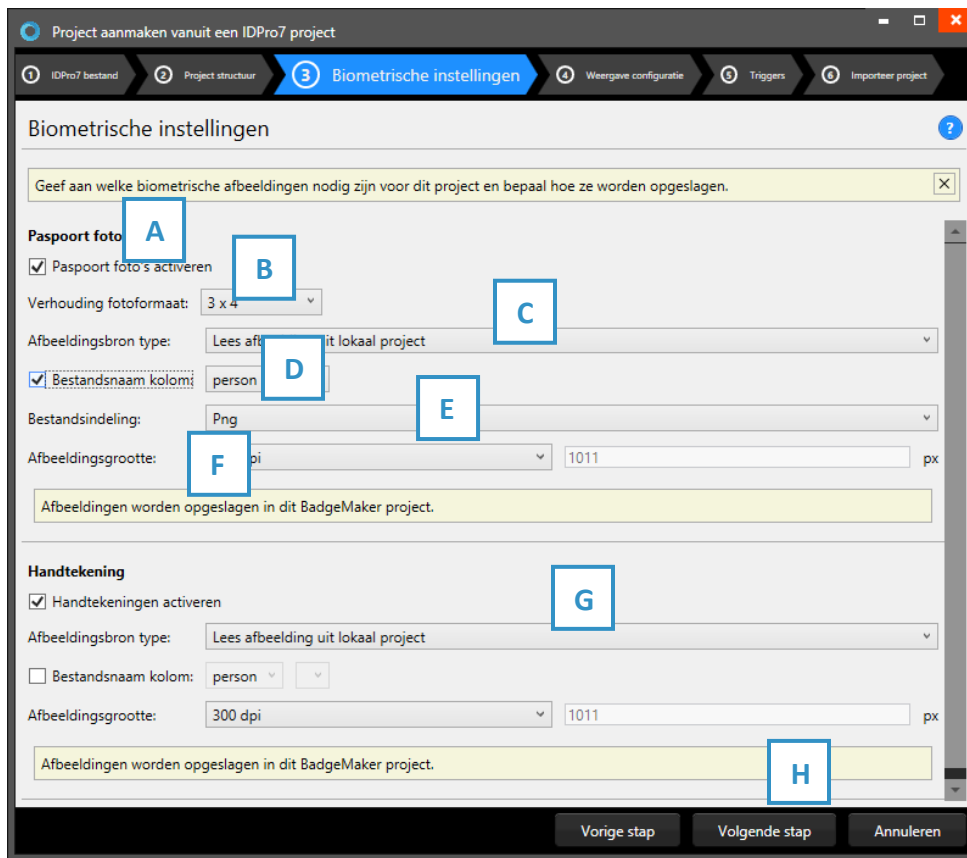 Project aanmaken vanuit een IDPro7 project
1 IDPro7 bestand 2 Project structuur 3 Biometrische instellingen 4 Weergave configuratie 5 Triggers 6 Importeer project
Biometrische instellingen ?
Geef aan welke biometrische afbeeldingen nodig zijn voor dit project en bepaal hoe ze worden opgeslagen.
A
Paspoort foto
Paspoort foto's activeren
B
Verhouding fotoformaat: 3 x 4
C
Afbeeldingsbron type: Lees afb it lokaal project
D
Bestandsnaam kolom: person
E
Bestandsindeling: Png
F
Afbeeldingsgrootte: pi 1011 px
Afbeeldingen worden opgeslagen in dit BadgeMaker project.
Handtekening
Handtekeningen activeren
G
Afbeeldingsbron type: Lees afbeelding uit lokaal project
Bestandsnaam kolom: person
Afbeeldingsgrootte: 300 dpi 1011 px
Afbeeldingen worden opgeslagen in dit BadgeMaker project.
H
Vorige stap Volgende stap Annuleren